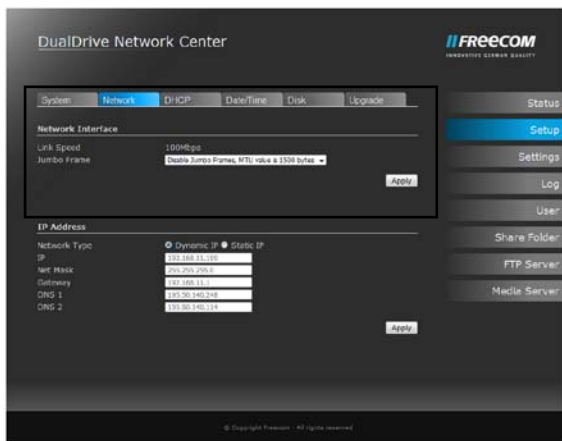 DualDrive Network Center
FREECOM
INNOVATIVE GERMAN QUALITY
System Network DHCP Date/Time Disk Upgrade
Network Interface
Link Speed 100Mbps
Jumbo Frame Disable Jumbo Frames, MTU value is 1500 bytes
Apply
IP Address
Network Type Dynamic IP Static IP
IP 192.168.11.100
Net Mask 255.255.255.0
Gateway 192.168.11.1
DNS 1
DNS 2
Apply
Status
Setup
Settings
Log
User
Share Folder
FTP Server
Media Server
© Copyright Freecom - All rights reserved